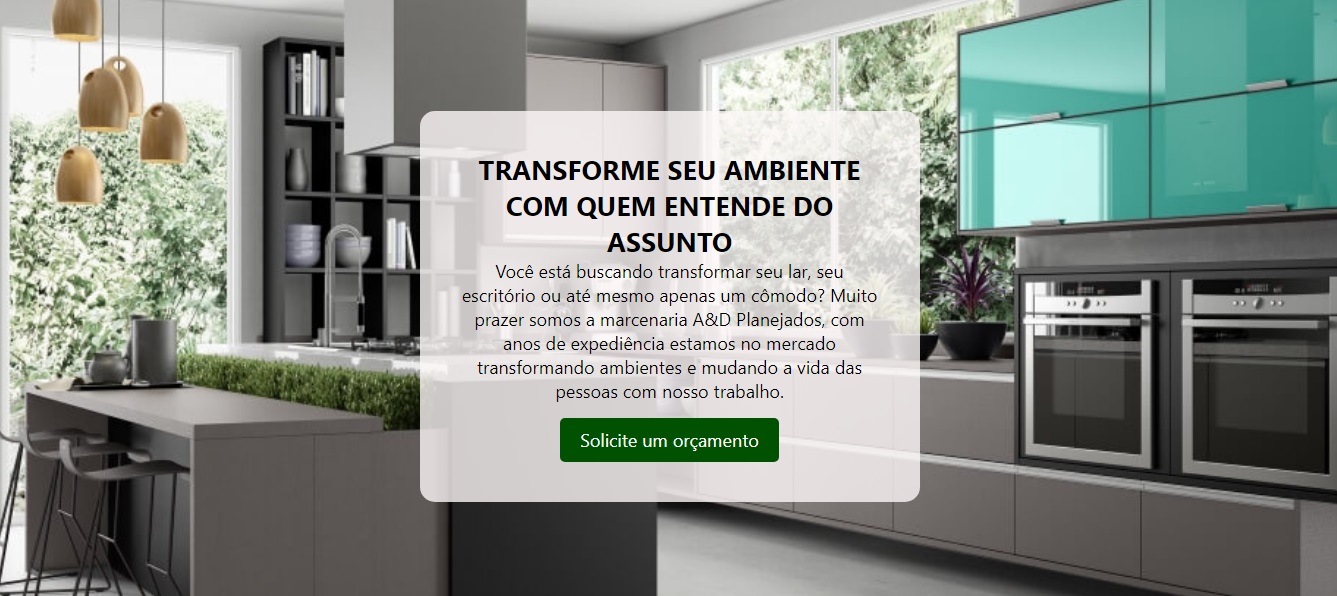 TRANSFORME SEU AMBIENTE
COM QUEM ENTENDE DO
ASSUNTO
Você está buscando transformar seu lar, seu
escritório ou até mesmo apenas um cômodo? Muito
prazer somos a marcenaria A&D Planejados, com
anos de expediência estamos no mercado
transformando ambientes e mudando a vida das
pessoas com nosso trabalho.
Solicite um orçamento